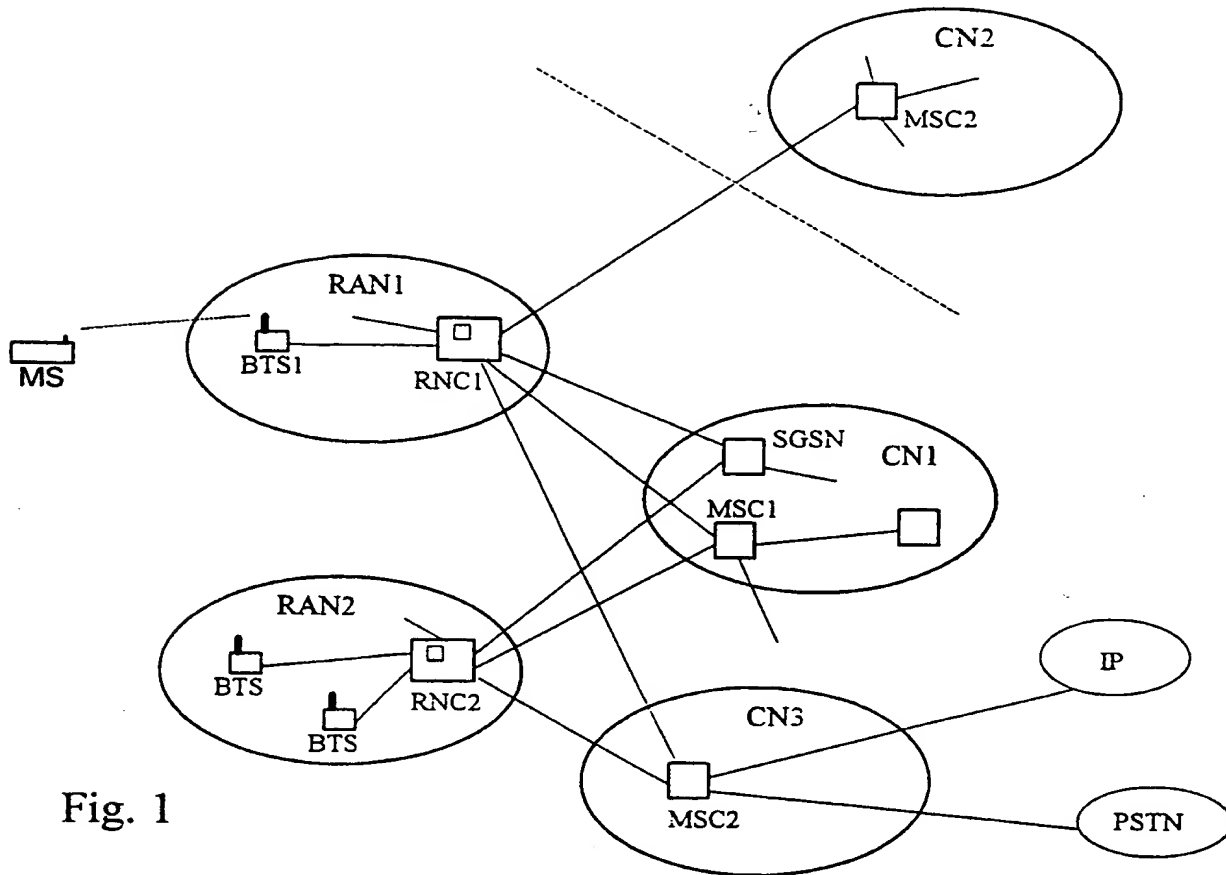 CN2
MSC2
RAN1
BTS1
RNC1
MS
SGSN
CN1
MSC1
RAN2
BTS
RNC2
BTS
IP
CN3
MSC2
PSTN
Fig. 1